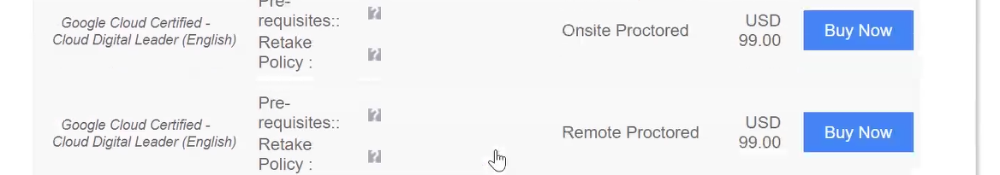 Google Cloud Certified -
Cloud Digital Leader (English)
Pre-
requisites::
Retake
Policy :
Onsite Proctored
USD
99.00
Buy Now
Google Cloud Certified -
Cloud Digital Leader (English)
Pre-
requisites::
Retake
Policy :
Remote Proctored
USD
99.00
Buy Now